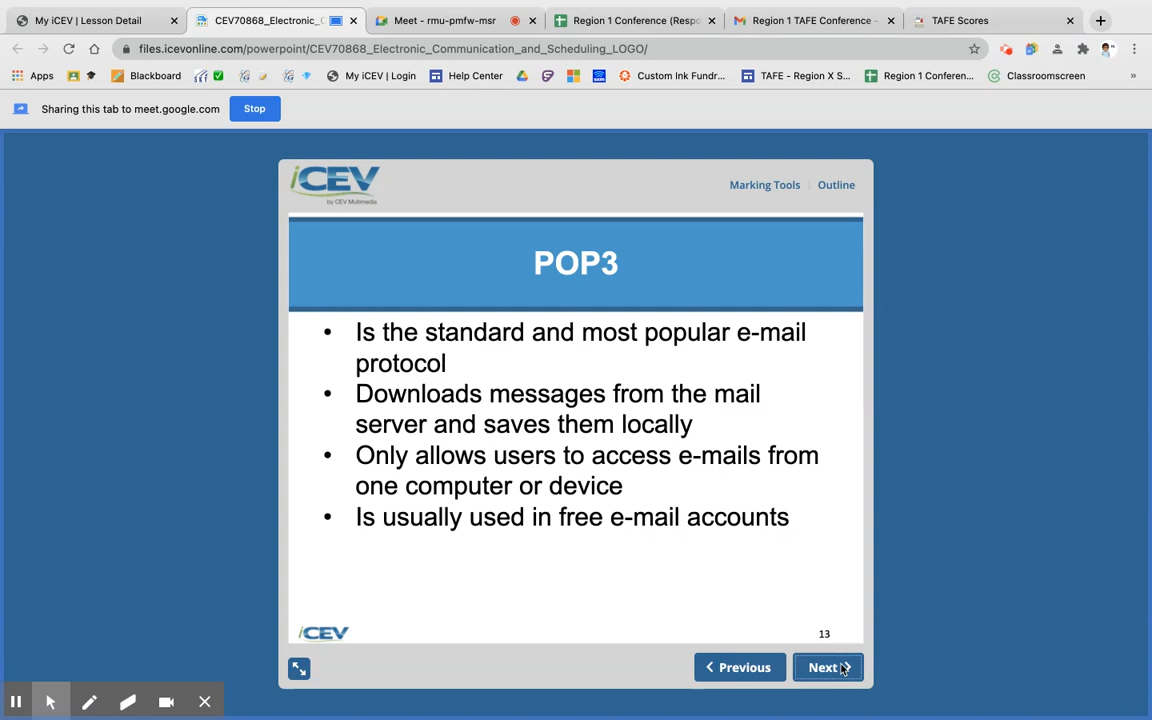 My iCEV | Lesson Detail
CEV70868_Electronic_C
Meet - rmu-pmfw-msr
Region 1 Conference (Respo
Region 1 TAFE Conference -
TAFE Scores
files.icevonline.com/powerpoint/CEV70868_Electronic_Communication_and_Scheduling_LOGO/
Apps
Blackboard
My iCEV | Login
Help Center
Custom Ink Fundr...
TAFE - Region X S...
Region 1 Conferen...
Classroomscreen
»
Sharing this tab to meet.google.com
Stop
iCEV
by CEV Multimedia
Marking Tools | Outline
POP3
• Is the standard and most popular e-mail
protocol
• Downloads messages from the mail
server and saves them locally
• Only allows users to access e-mails from
one computer or device
• Is usually used in free e-mail accounts
iCEV
13
Previous
Next